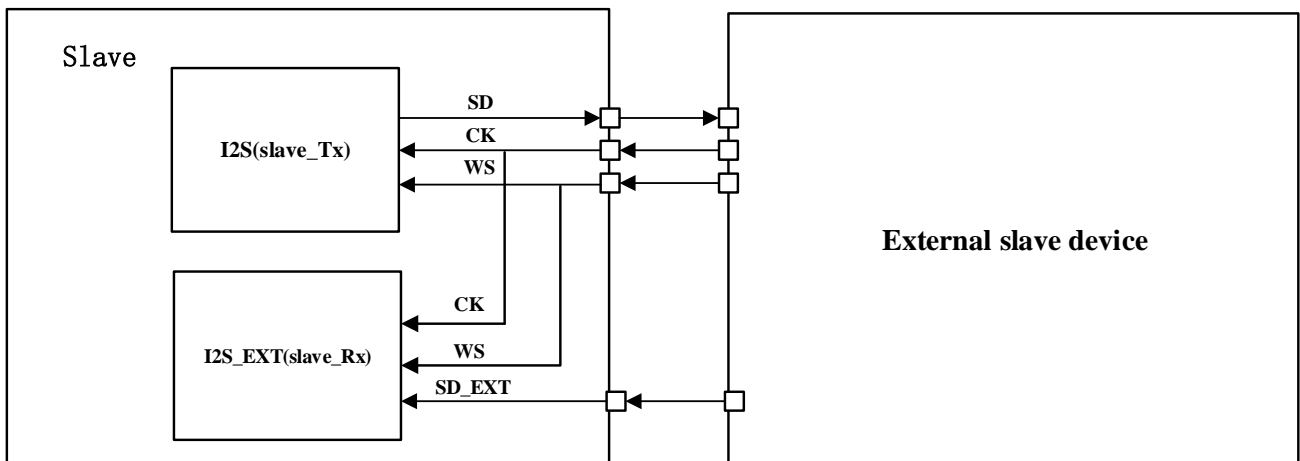 Slave
SD
CK
I2S(slave_Tx)
WS
External slave device
CK
I2S_EXT(slave_Rx)
WS
SD_EXT